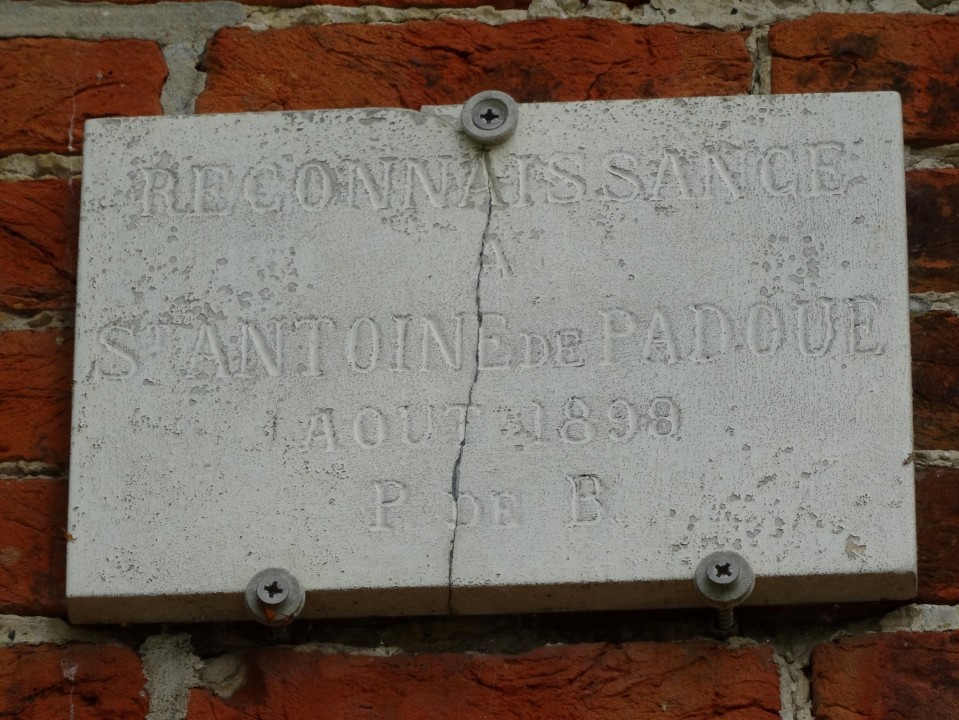 RECONNAISSANCE
A
ST ANTOINE DE PADOUE
AOUT 1898
P DE B